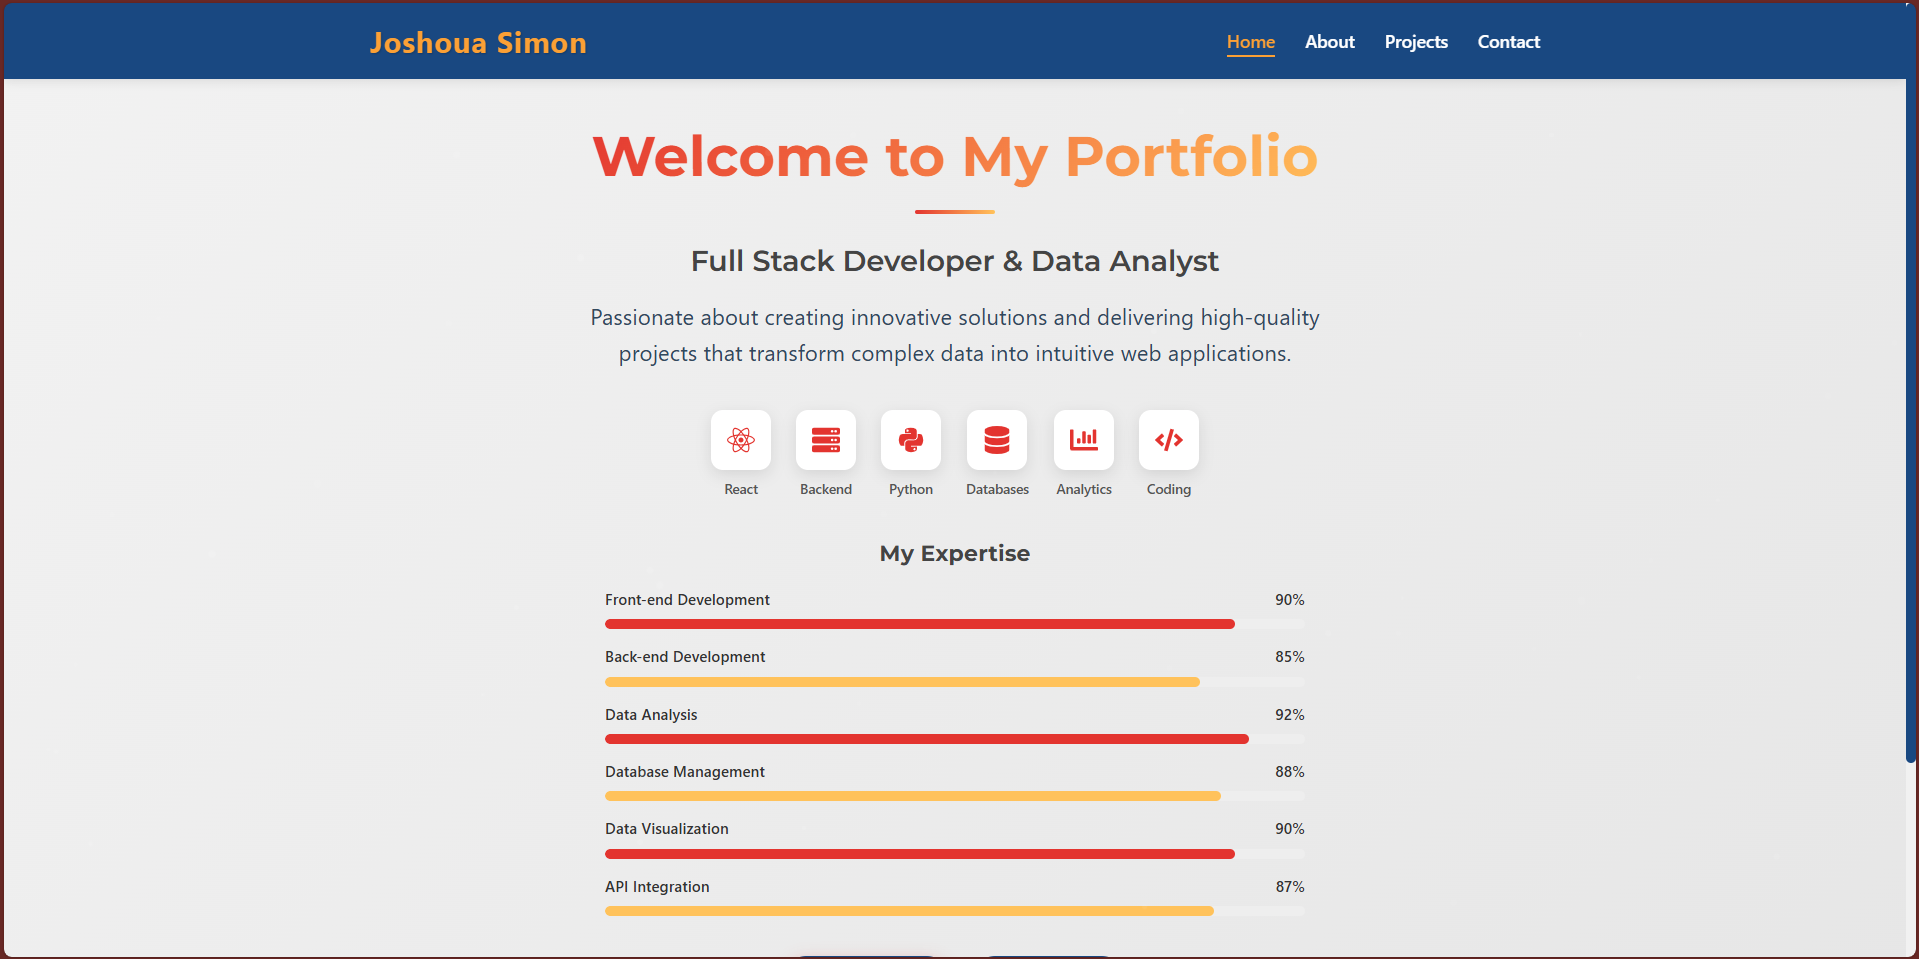 Joshoua Simon
Home About Projects Contact
Welcome to My Portfolio
Full Stack Developer & Data Analyst
Passionate about creating innovative solutions and delivering high-quality
projects that transform complex data into intuitive web applications.
React Backend Python Databases Analytics Coding
My Expertise
Front-end Development 90%
Back-end Development 85%
Data Analysis 92%
Database Management 88%
Data Visualization 90%
API Integration 87%